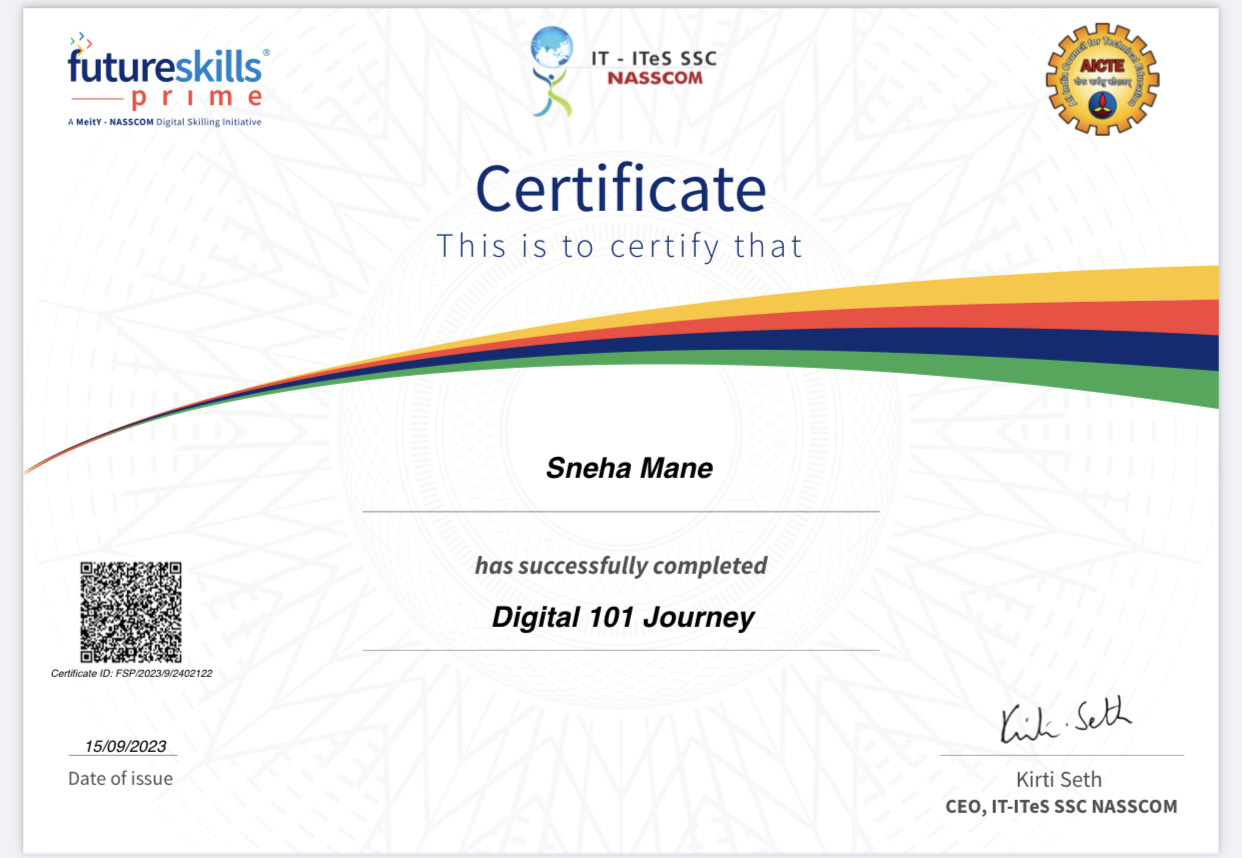 futureskills®
prime
A MeitY - NASSCOM Digital Skilling Initiative
IT - ITeS SSC
NASSCOM
All India Council for Technical Education
AICTE
Certificate
This is to certify that
Sneha Mane
has successfully completed
Digital 101 Journey
Certificate ID: FSP/2023/9/2402122
15/09/2023
Date of issue
Kirti Seth
Kirti Seth
CEO, IT-ITeS SSC NASSCOM